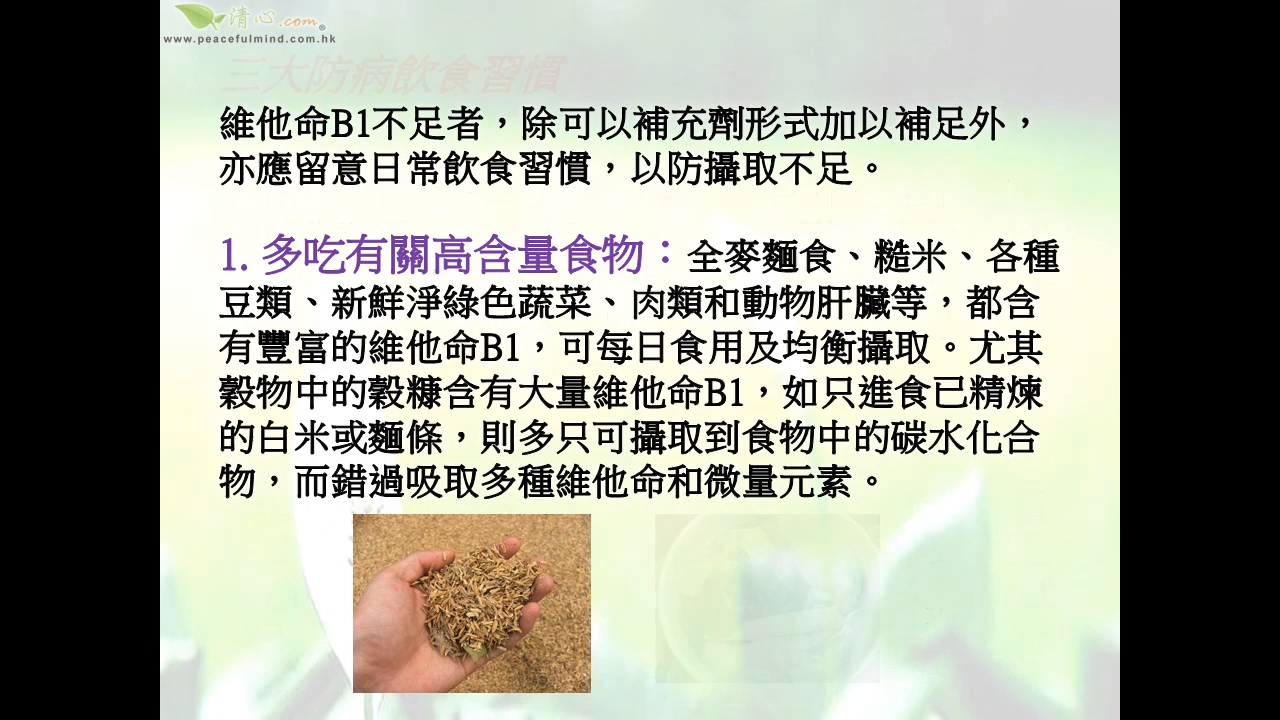 清心.com®
www.peacefulmind.com.hk
三大防病飲食習慣
維他命B1不足者，除可以補充劑形式加以補足外，
亦應留意日常飲食習慣，以防攝取不足。
1. 多吃有關高含量食物：全麥麵食、糙米、各種
豆類、新鮮淨綠色蔬菜、肉類和動物肝臟等，都含
有豐富的維他命B1，可每日食用及均衡攝取。尤其
穀物中的穀糠含有大量維他命B1，如只進食已精煉
的白米或麵條，則多只可攝取到食物中的碳水化合
物，而錯過吸取多種維他命和微量元素。